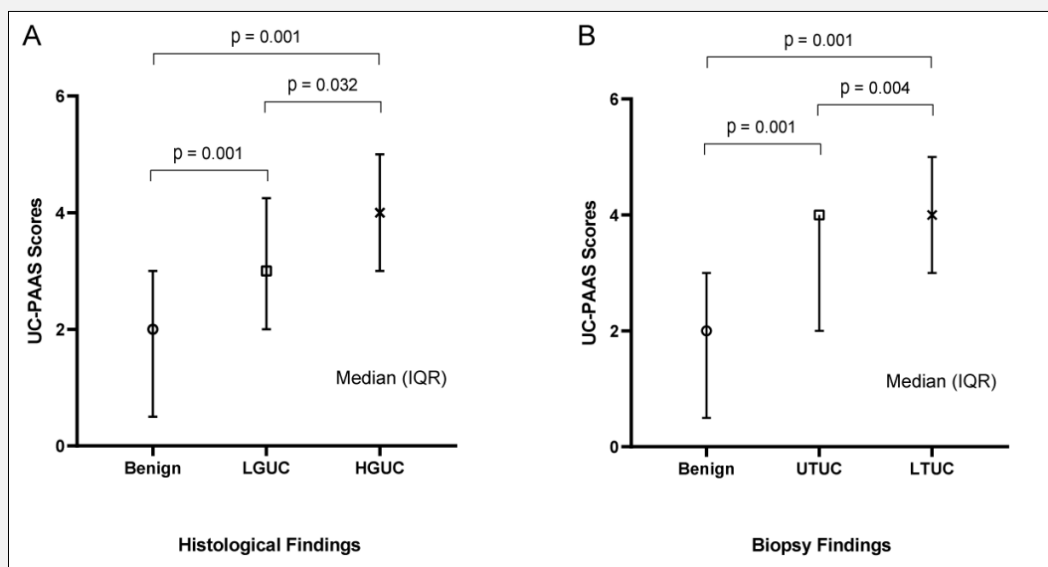 A
p = 0.001
p = 0.032
p = 0.001
6
4
2
0
UC-PAAS Scores
Median (IQR)
Benign LGUC HGUC
Histological Findings
B
p = 0.001
p = 0.004
p = 0.001
6
4
2
0
UC-PAAS Scores
Median (IQR)
Benign UTUC LTUC
Biopsy Findings